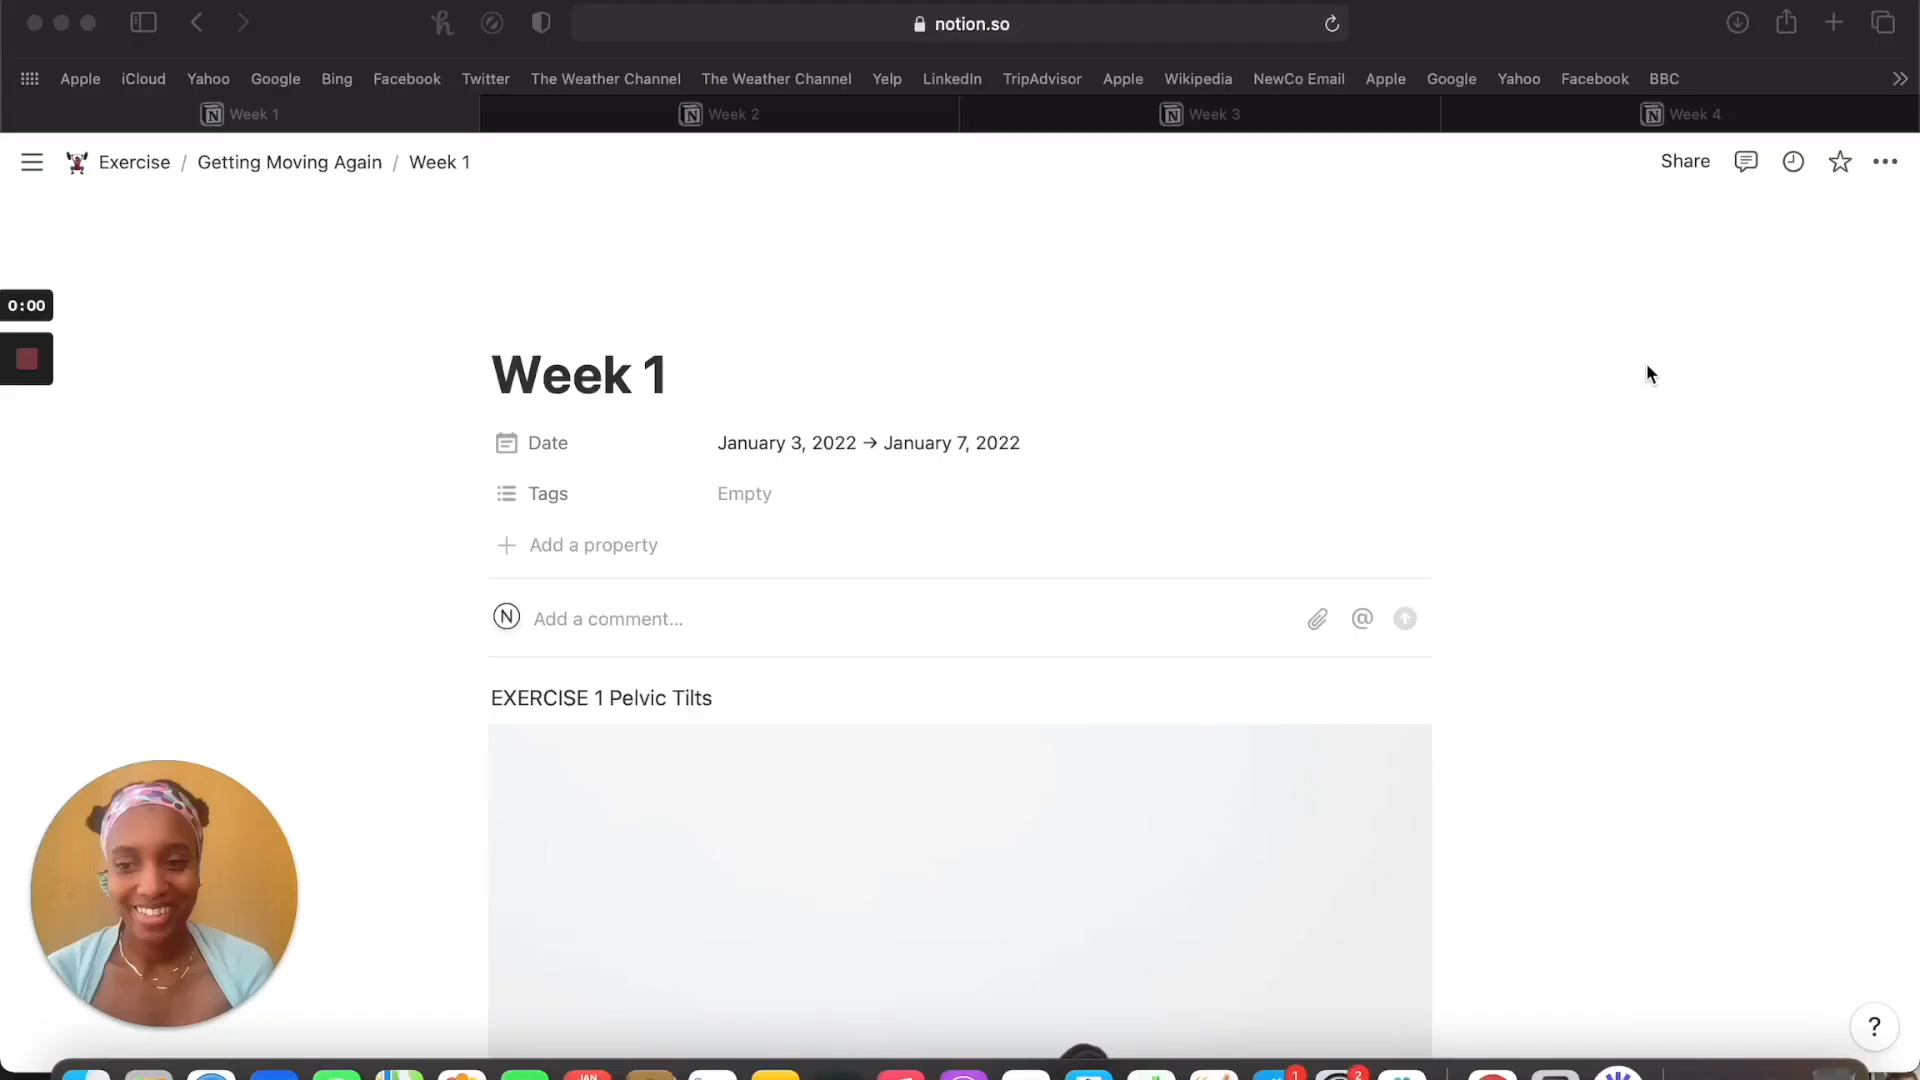 notion.so
Apple iCloud Yahoo Google Bing Facebook Twitter The Weather Channel The Weather Channel Yelp LinkedIn TripAdvisor Apple Wikipedia NewCo Email Apple Google Yahoo Facebook BBC
Week 1 Week 2 Week 3 Week 4
Exercise / Getting Moving Again / Week 1
Share
0:00
Week 1
Date January 3, 2022 → January 7, 2022
Tags Empty
Add a property
N Add a comment...
EXERCISE 1 Pelvic Tilts
?
JAN 1 2